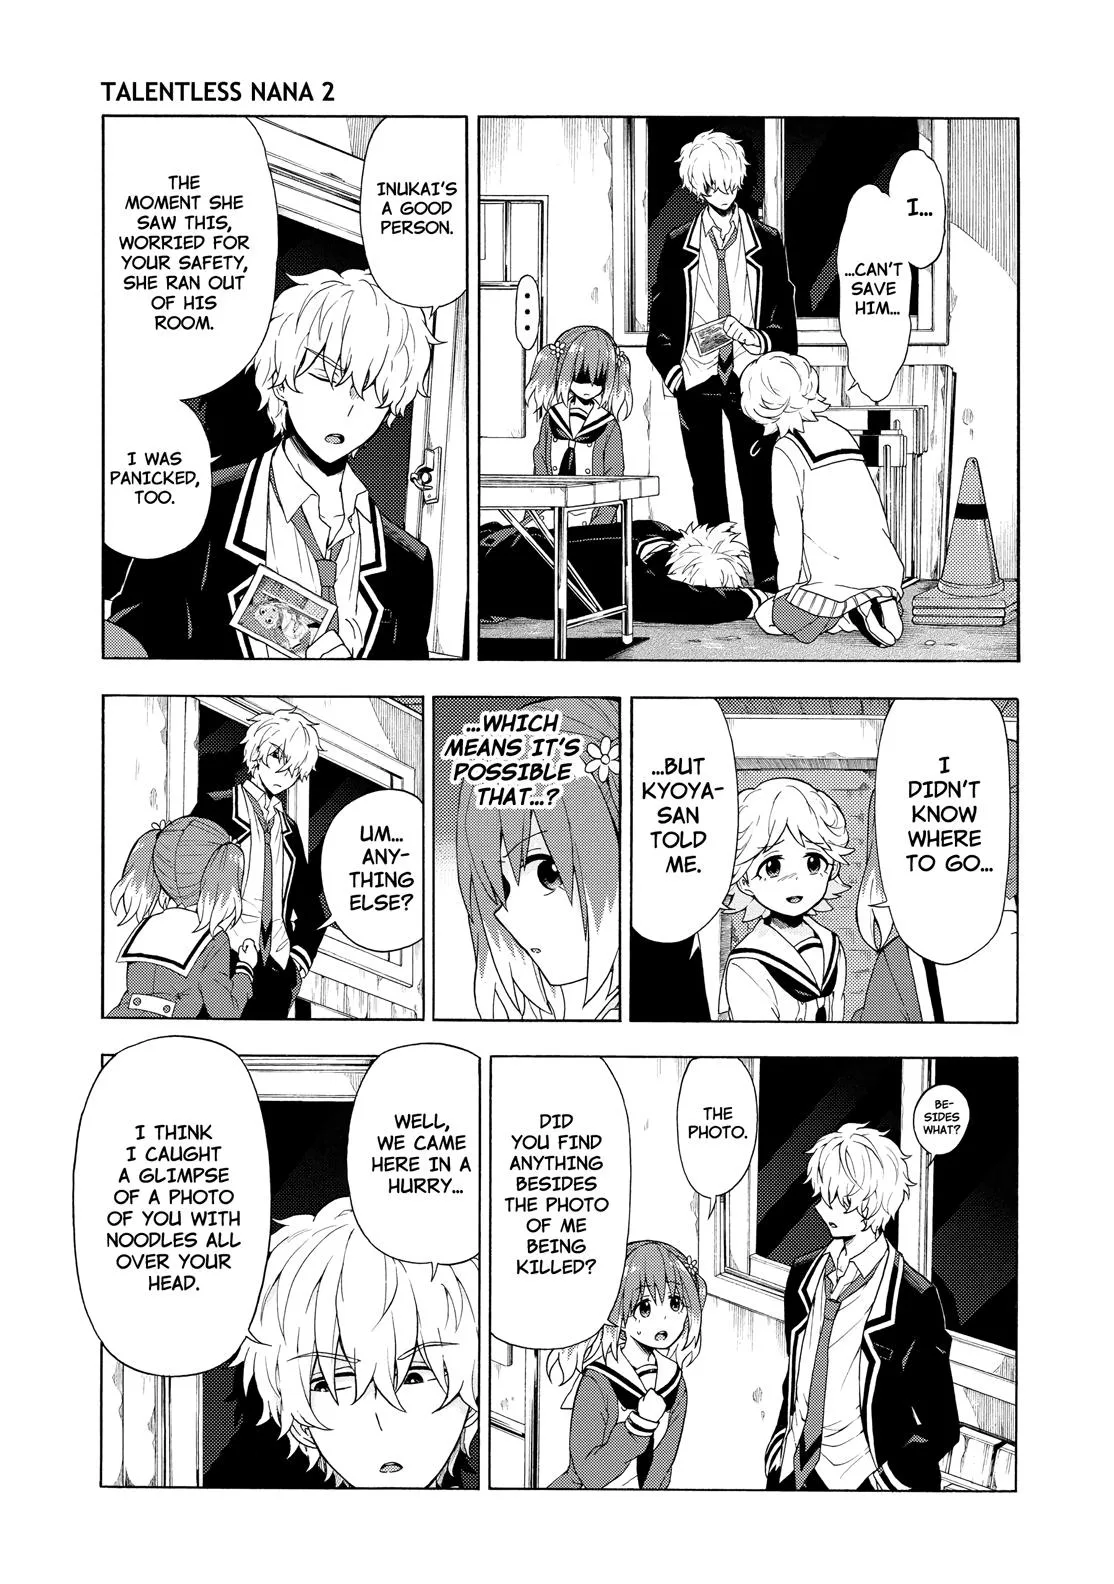 TALENTLESS NANA 2
I...
...CAN'T
SAVE
HIM...
...
INUKAI'S
A GOOD
PERSON.
THE
MOMENT SHE
SAW THIS,
WORRIED FOR
YOUR SAFETY,
SHE RAN OUT
OF HIS
ROOM.
I WAS
PANICKED,
TOO.
I
DIDN'T
KNOW
WHERE
TO GO...
...BUT
KYOYA-
SAN
TOLD
ME.
...WHICH
MEANS IT'S
POSSIBLE
THAT...?
UM...
ANY-
THING
ELSE?
BE-
SIDES
WHAT?
THE
PHOTO.
DID
YOU FIND
ANYTHING
BESIDES
THE PHOTO
OF ME
BEING
KILLED?
WELL,
WE CAME
HERE IN A
HURRY...
I THINK
I CAUGHT
A GLIMPSE
OF A PHOTO
OF YOU WITH
NOODLES ALL
OVER YOUR
HEAD.